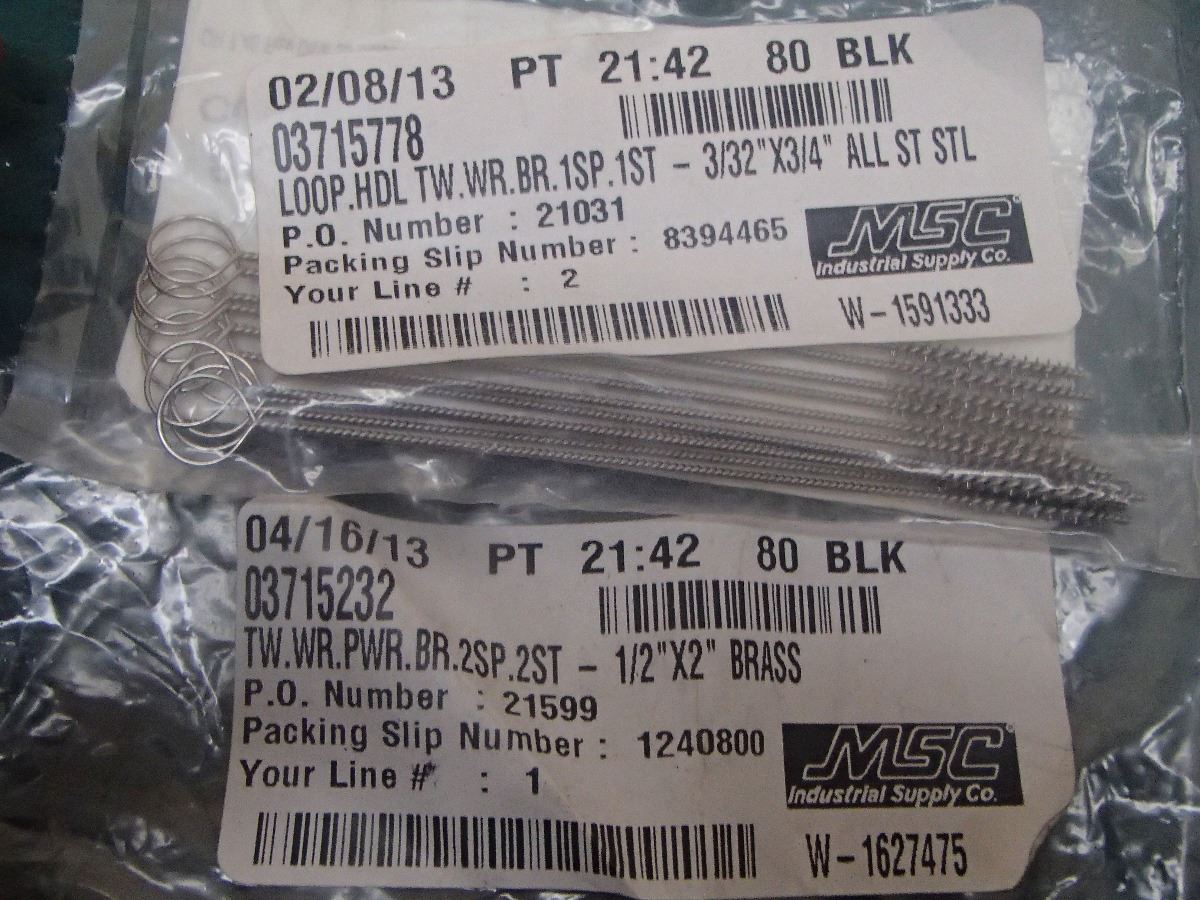 02/08/13 PT 21:42 80 BLK
03715778
LOOP.HDL TW.WR.BR.1SP.1ST - 3/32"X3/4" ALL ST STL
P.O. Number : 21031
Packing Slip Number : 8394465
Your Line # : 2
MSC
Industrial Supply Co.
W-1591333
04/16/13 PT 21:42 80 BLK
03715232
TW.WR.PWR.BR.2SP.2ST - 1/2"X2" BRASS
P.O. Number : 21599
Packing Slip Number : 1240800
Your Line # : 1
MSC
Industrial Supply Co.
W-1627475